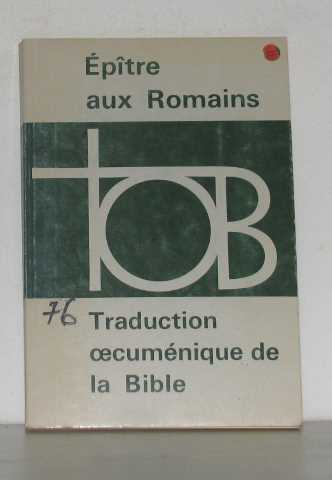 Épître
aux Romains
TOB
76
Traduction
œcuménique de
la Bible